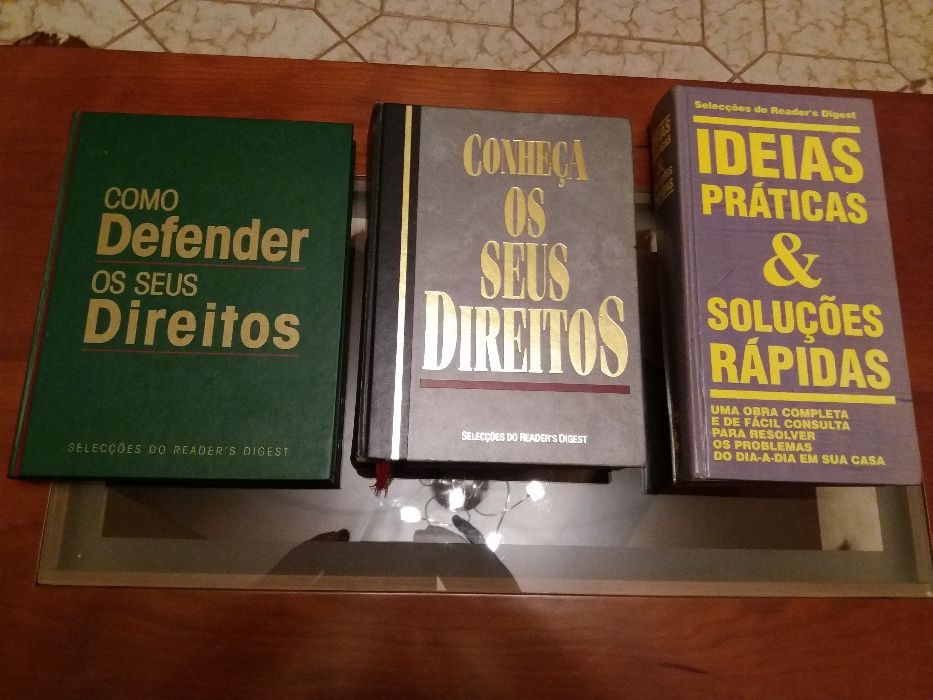 COMO
Defender
OS SEUS
Direitos
SELECÇÕES DO READER'S DIGEST
CONHEÇA
OS
SEUS
DIREITOS
SELECÇÕES DO READER'S DIGEST
Selecções do Reader's Digest
IDEIAS
PRÁTICAS
&
SOLUÇÕES
RÁPIDAS
UMA OBRA COMPLETA
E DE FÁCIL CONSULTA
PARA RESOLVER
OS PROBLEMAS
DO DIA-A-DIA EM SUA CASA